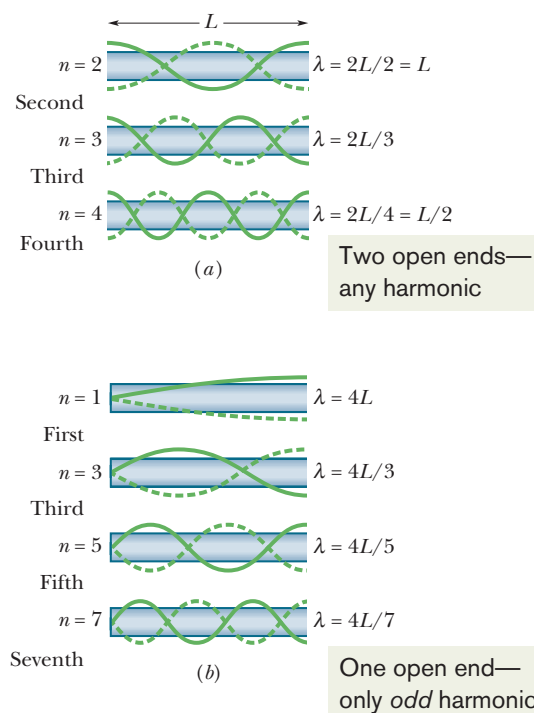 L
n = 2 λ = 2L/2 = L
Second
n = 3 λ = 2L/3
Third
n = 4 λ = 2L/4 = L/2
Fourth
(a)
Two open ends—
any harmonic
n = 1 λ = 4L
First
n = 3 λ = 4L/3
Third
n = 5 λ = 4L/5
Fifth
n = 7 λ = 4L/7
Seventh
(b)
One open end—
only odd harmonic